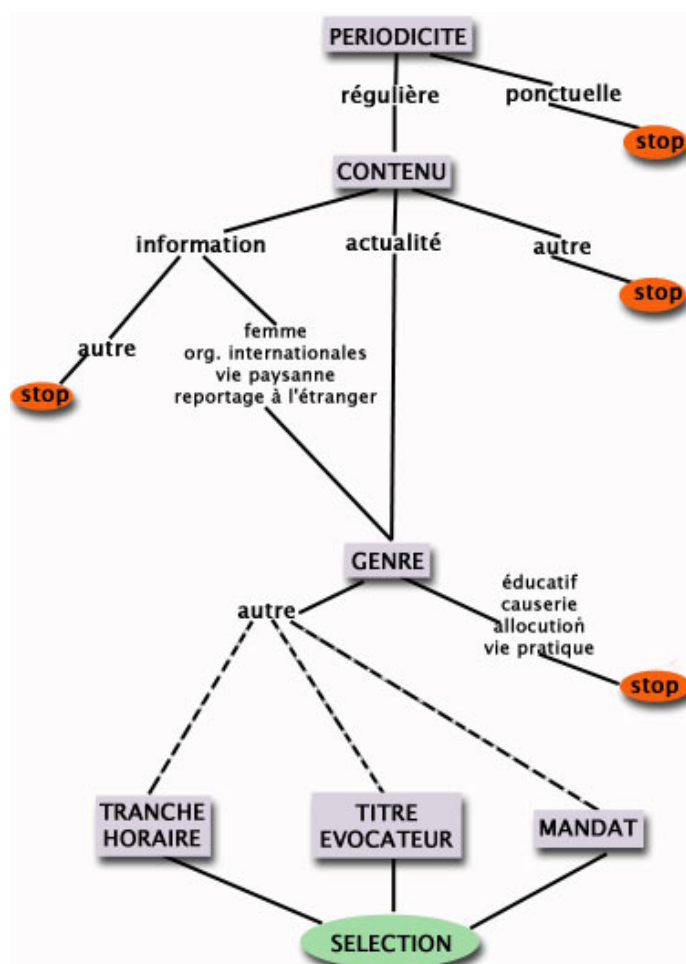 PERIODICITE
régulière
ponctuelle
stop
CONTENU
information
actualité
autre
stop
autre
stop
femme
org. internationales
vie paysanne
reportage à l'étranger
GENRE
autre
éducatif
causerie
allocution
vie pratique
stop
TRANCHE
HORAIRE
TITRE
EVOCATEUR
MANDAT
SELECTION